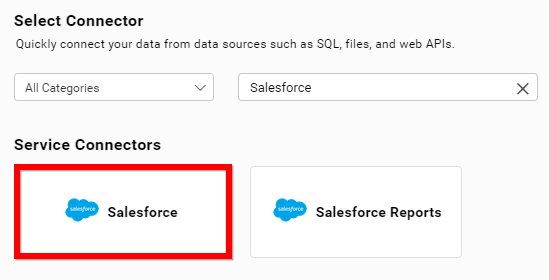 Select Connector
Quickly connect your data from data sources such as SQL, files, and web APIs.
All Categories
Salesforce
Service Connectors
salesforce Salesforce
salesforce Salesforce Reports